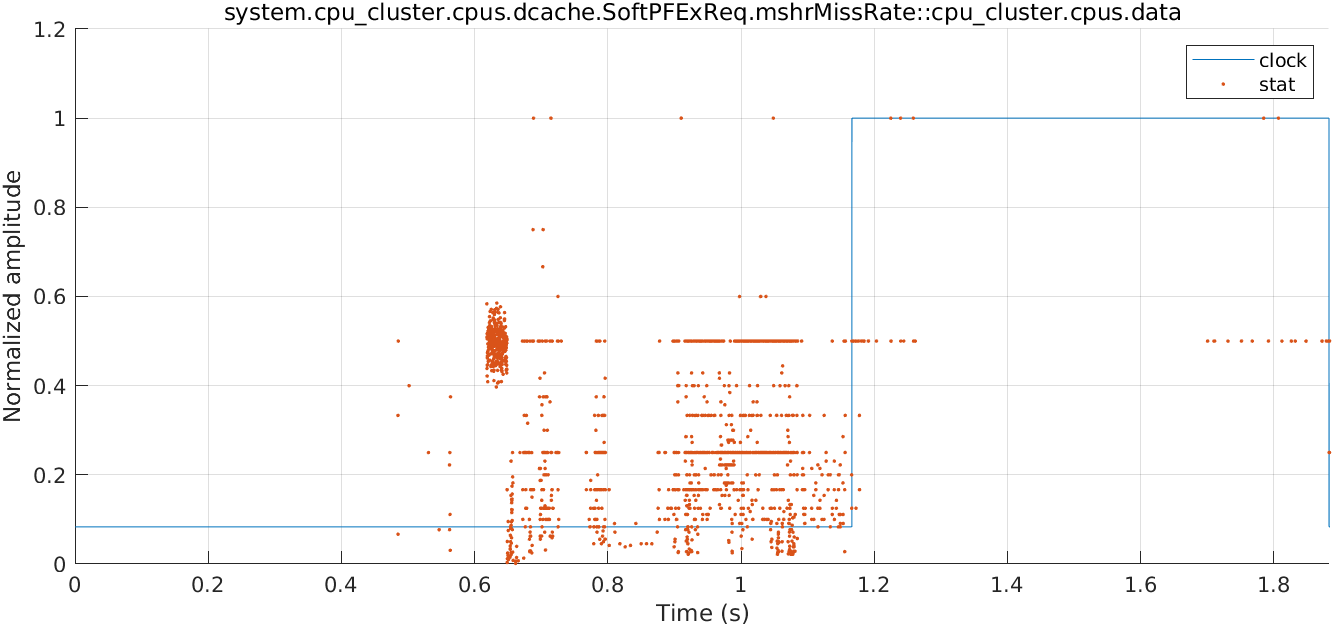 system.cpu_cluster.cpus.dcache.SoftPFExReq.mshrMissRate::cpu_cluster.cpus.data
1.2
1
0.8
0.6
0.4
0.2
0
Normalized amplitude
clock
stat
0 0.2 0.4 0.6 0.8 1 1.2 1.4 1.6 1.8
Time (s)